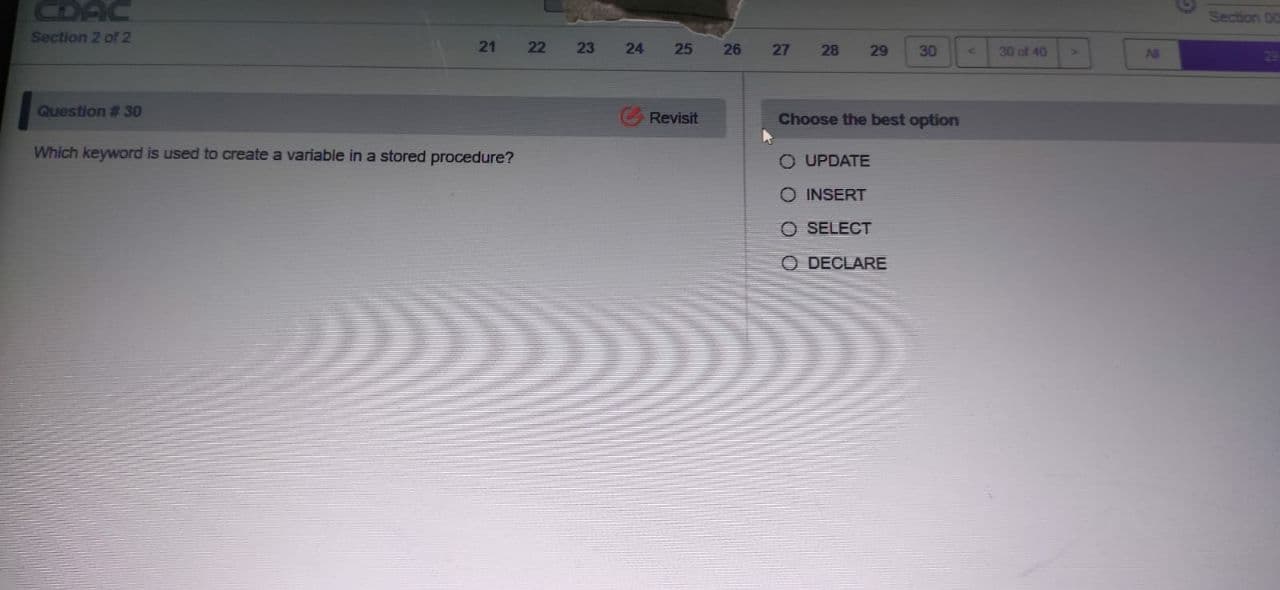 CDAC
Section 2 of 2
21 22 23 24 25 26 27 28 29 30 < 30 of 40 > All
Question # 30
Revisit
Which keyword is used to create a variable in a stored procedure?
Choose the best option
UPDATE
INSERT
SELECT
DECLARE
Section